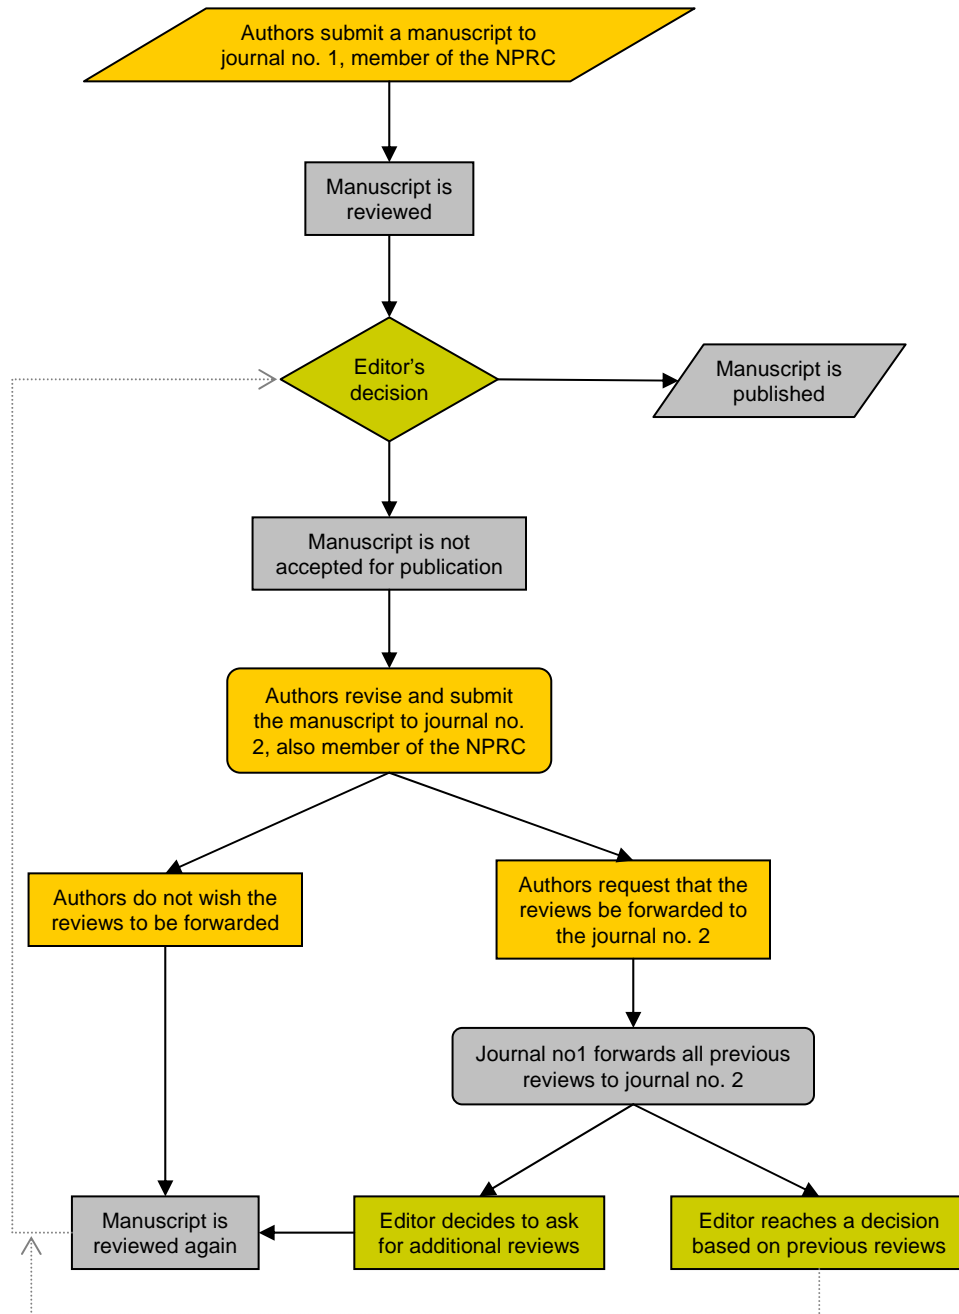 Authors submit a manuscript to
journal no. 1, member of the NPRC
Manuscript is
reviewed
Editor's
decision
Manuscript is
published
Manuscript is not
accepted for publication
Authors revise and submit
the manuscript to journal no.
2, also member of the NPRC
Authors do not wish the
reviews to be forwarded
Authors request that the
reviews be forwarded to
the journal no. 2
Journal no1 forwards all previous
reviews to journal no. 2
Manuscript is
reviewed again
Editor decides to ask
for additional reviews
Editor reaches a decision
based on previous reviews